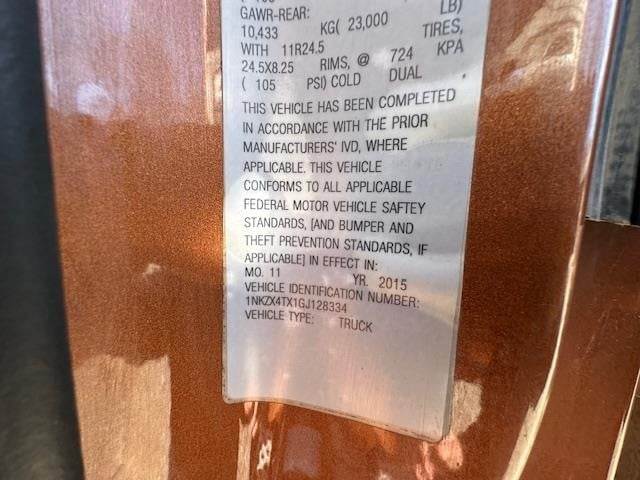 GAWR-REAR: LB)
10,433 KG( 23,000 TIRES,
WITH 11R24.5 KPA
24.5X8.25 RIMS, @ 724
( 105 PSI) COLD DUAL .
THIS VEHICLE HAS BEEN COMPLETED
IN ACCORDANCE WITH THE PRIOR
MANUFACTURERS' IVD, WHERE
APPLICABLE. THIS VEHICLE
CONFORMS TO ALL APPLICABLE
FEDERAL MOTOR VEHICLE SAFTEY
STANDARDS, [AND BUMPER AND
THEFT PREVENTION STANDARDS, IF
APPLICABLE] IN EFFECT IN:
MO. 11 YR. 2015
VEHICLE IDENTIFICATION NUMBER:
1NKZX4TX1GJ128334
VEHICLE TYPE: TRUCK